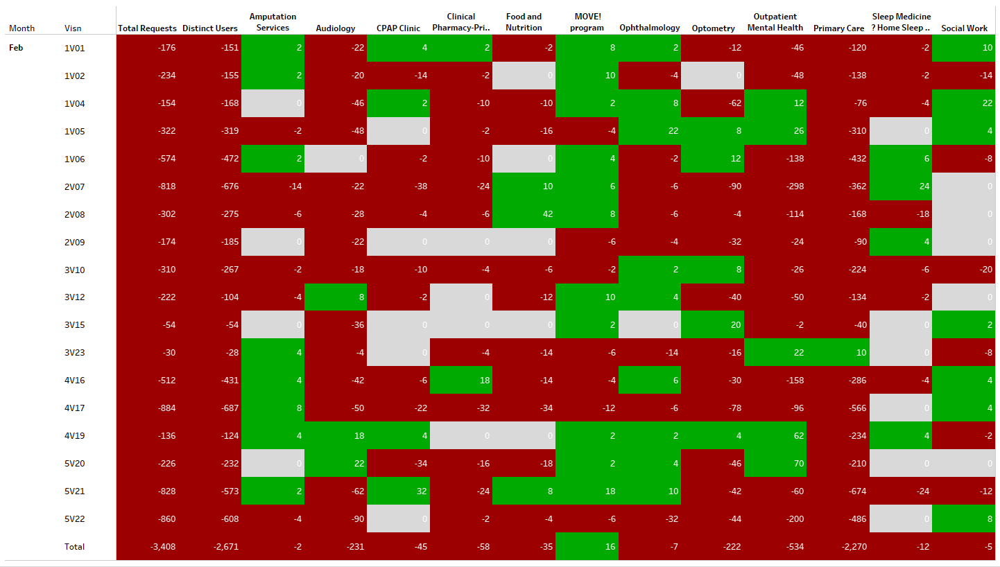 Month Visn Total Requests Distinct Users Amputation Services Audiology CPAP Clinic Clinical Pharmacy-Pri.. Food and Nutrition MOVE! program Ophthalmology Optometry Outpatient Mental Health Primary Care Sleep Medicine ? Home Sleep .. Social Work
Feb 1V01 -176 -151 2 -22 4 2 -2 8 2 -12 -46 -120 -2 10
1V02 -234 -155 2 -20 -14 -2 0 10 -4 0 -48 -138 -2 -14
1V04 -154 -168 0 -46 2 -10 -10 2 8 -62 12 -76 -4 22
1V05 -322 -319 -2 -48 0 -2 -16 -4 22 8 26 -310 0 4
1V06 -574 -472 2 0 -2 -10 0 4 -2 12 -138 -432 6 -8
2V07 -818 -676 -14 -22 -38 -24 10 6 -6 -90 -298 -362 24 0
2V08 -302 -275 -6 -28 -4 -6 42 8 -6 -4 -114 -168 -18 0
2V09 -174 -185 0 -22 0 0 0 -6 -4 -32 -24 -90 4 0
3V10 -310 -267 -2 -18 -10 -4 -6 -2 2 8 -26 -224 -6 -20
3V12 -222 -104 -4 8 -2 0 -12 10 4 -40 -50 -134 -2 0
3V15 -54 -54 0 -36 0 0 0 2 0 20 -2 -40 0 2
3V23 -30 -28 4 -4 0 -4 -14 -6 -14 -16 22 10 0 -8
4V16 -512 -431 4 -42 -6 18 -14 -4 6 -30 -158 -286 -4 4
4V17 -884 -687 8 -50 -22 -32 -34 -12 -6 -78 -96 -566 0 4
4V19 -136 -124 4 18 4 0 0 2 2 4 62 -234 4 -2
5V20 -226 -232 0 22 -34 -16 -18 2 4 -46 70 -210 0 0
5V21 -828 -573 2 -62 32 -24 8 18 10 -42 -60 -674 -24 -12
5V22 -860 -608 -4 -90 0 -2 -4 -6 -32 -44 -200 -486 0 8
Total -3,408 -2,671 -2 -231 -45 -58 -35 16 -7 -222 -534 -2,270 -12 -5